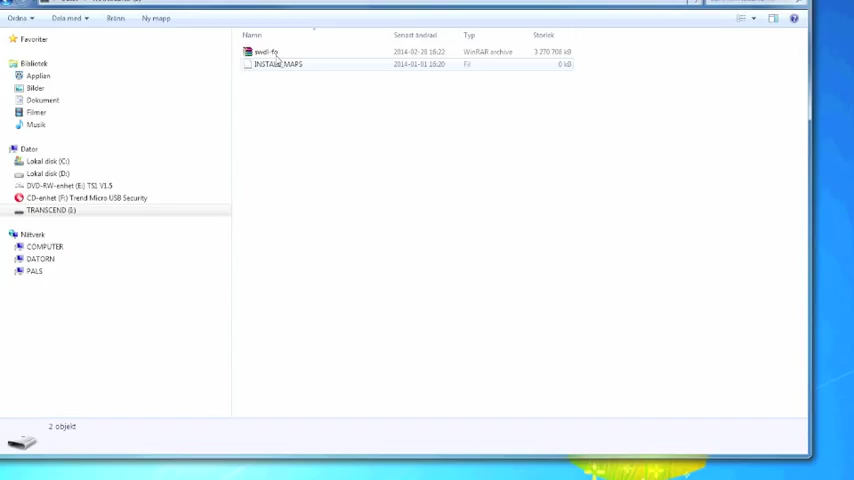 Ordna Dela med Bränn Ny mapp
Namn Senast ändrad Typ Storlek
Favoriter
swdl-fo 2014-02-28 16:22 WinRAR archive 3 270 708 kB
INSTALL_MAPS 2014-01-01 16:20 Fil 0 kB
Bibliotek
Applian
Bilder
Dokument
Filmer
Musik
Dator
Lokal disk (C:)
Lokal disk (D:)
DVD-RW-enhet (E:) TS1 V1.5
CD-enhet (F:) Trend Micro USB Security
TRANSCEND (I:)
Nätverk
COMPUTER
DATORN
PALS
2 objekt